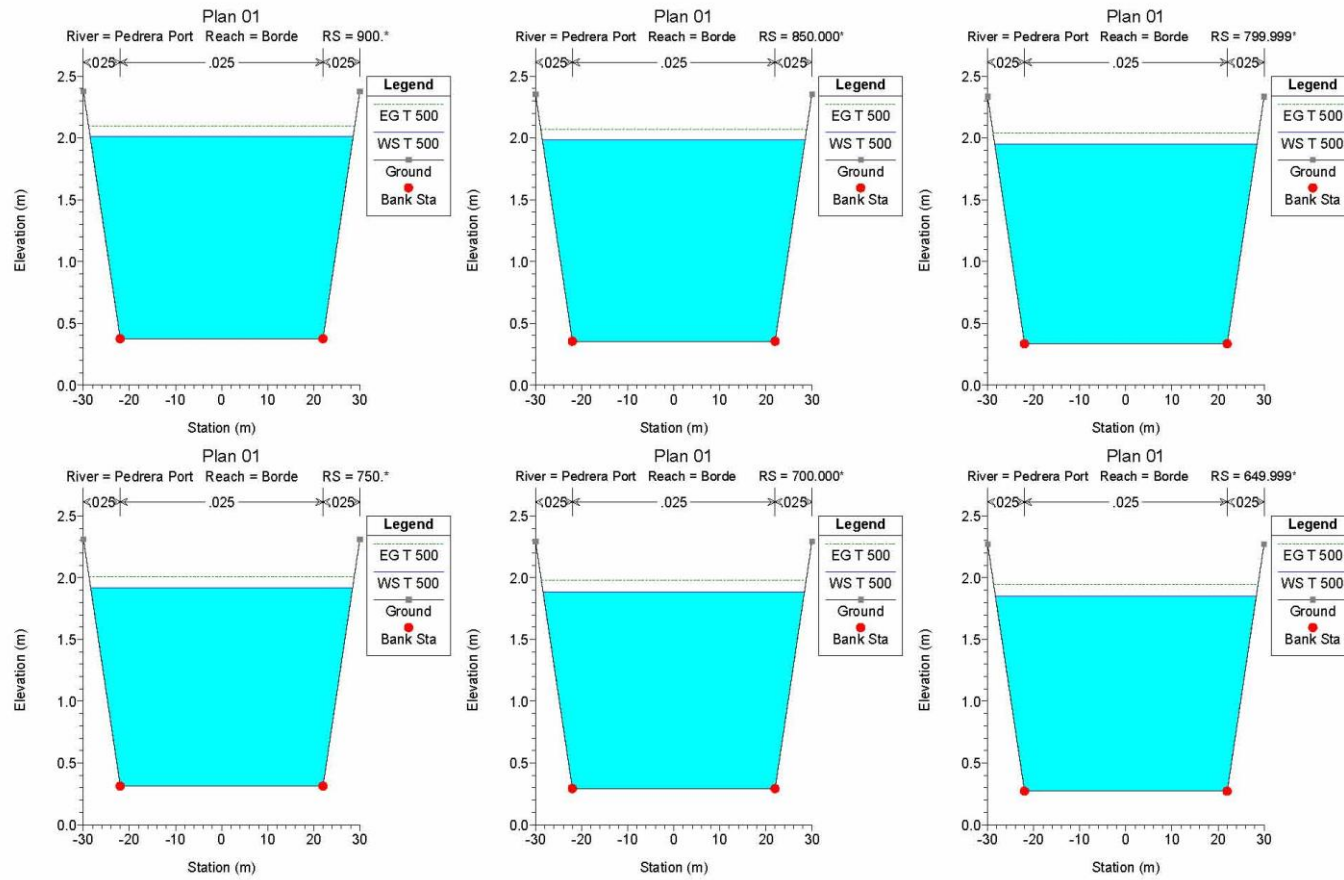 Plan 01
River = Pedrera Port Reach = Borde RS = 900.*
.025 .025 .025
Elevation (m)
2.5
2.0
1.5
1.0
0.5
0.0
-30 -20 -10 0 10 20 30
Station (m)
Legend
EG T 500
WS T 500
Ground
Bank Sta
Plan 01
River = Pedrera Port Reach = Borde RS = 850.000*
.025 .025 .025
Elevation (m)
2.5
2.0
1.5
1.0
0.5
0.0
-30 -20 -10 0 10 20 30
Station (m)
Legend
EG T 500
WS T 500
Ground
Bank Sta
Plan 01
River = Pedrera Port Reach = Borde RS = 799.999*
.025 .025 .025
Elevation (m)
2.5
2.0
1.5
1.0
0.5
0.0
-30 -20 -10 0 10 20 30
Station (m)
Legend
EG T 500
WS T 500
Ground
Bank Sta
Plan 01
River = Pedrera Port Reach = Borde RS = 750.*
.025 .025 .025
Elevation (m)
2.5
2.0
1.5
1.0
0.5
0.0
-30 -20 -10 0 10 20 30
Station (m)
Legend
EG T 500
WS T 500
Ground
Bank Sta
Plan 01
River = Pedrera Port Reach = Borde RS = 700.000*
.025 .025 .025
Elevation (m)
2.5
2.0
1.5
1.0
0.5
0.0
-30 -20 -10 0 10 20 30
Station (m)
Legend
EG T 500
WS T 500
Ground
Bank Sta
Plan 01
River = Pedrera Port Reach = Borde RS = 649.999*
.025 .025 .025
Elevation (m)
2.5
2.0
1.5
1.0
0.5
0.0
-30 -20 -10 0 10 20 30
Station (m)
Legend
EG T 500
WS T 500
Ground
Bank Sta